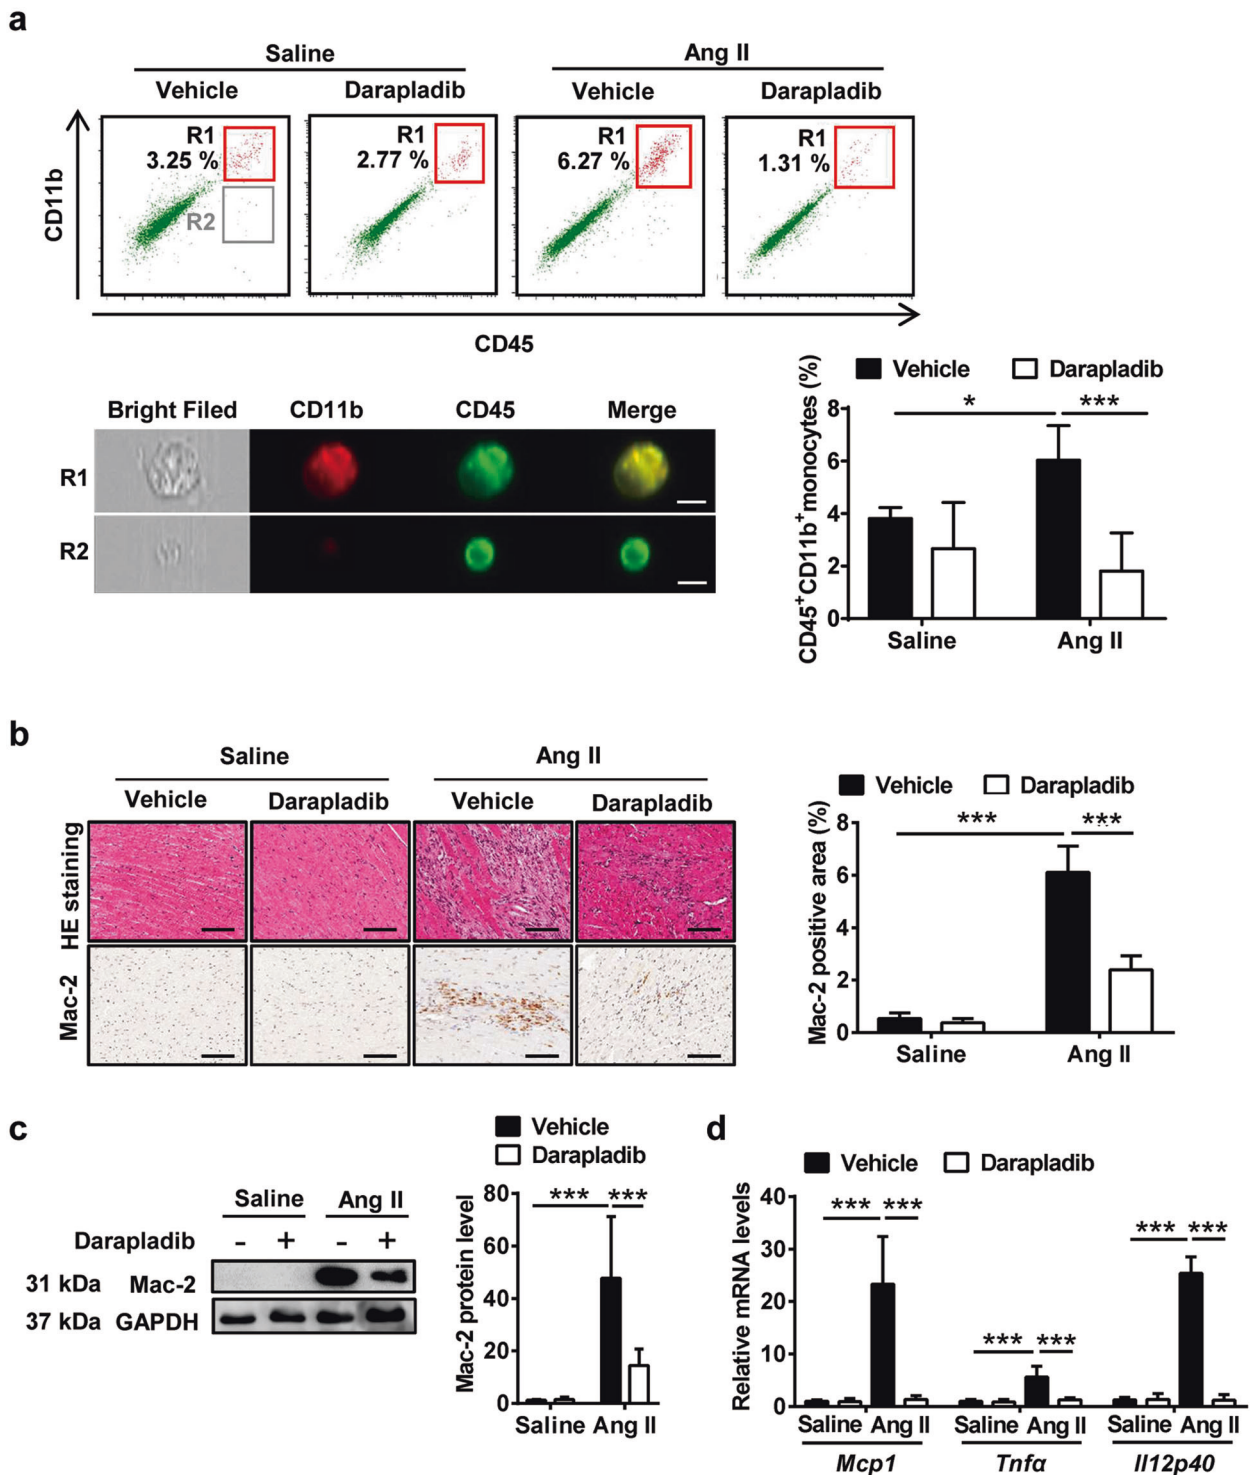 a
Saline
Ang II
Vehicle
Darapladib
Vehicle
Darapladib
CD11b
R1
3.25 %
R2
R1
2.77 %
R1
6.27 %
R1
1.31 %
CD45
Bright Filed
CD11b
CD45
Merge
R1
R2
Vehicle
Darapladib
CD45+CD11b+monocytes (%)
8
6
4
2
0
*
***
Saline
Ang II
b
Saline
Ang II
Vehicle
Darapladib
Vehicle
Darapladib
HE staining
Mac-2
Vehicle
Darapladib
Mac-2 positive area (%)
8
6
4
2
0
***
***
Saline
Ang II
c
Saline
Ang II
Darapladib
- + - +
31 kDa Mac-2
37 kDa GAPDH
Vehicle
Darapladib
Mac-2 protein level
80
60
40
20
0
*** ***
Saline Ang II
d
Vehicle
Darapladib
Relative mRNA levels
40
30
20
10
0
*** ***
*** ***
*** ***
Saline Ang II Saline Ang II Saline Ang II
Mcp1 Tnfα Il12p40